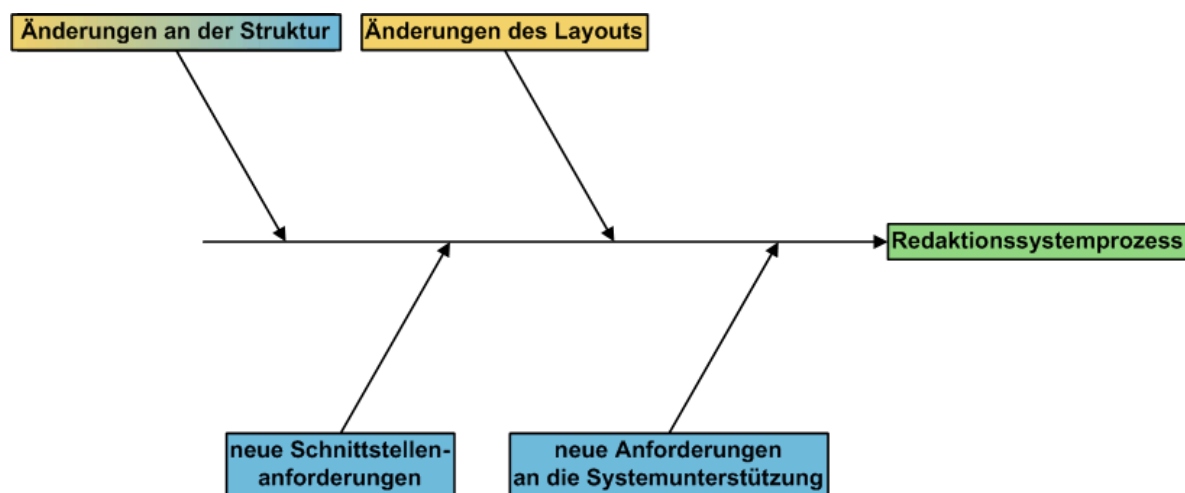 Änderungen an der Struktur
Änderungen des Layouts
Redaktionssystemprozess
neue Schnittstellen-
anforderungen
neue Anforderungen
an die Systemunterstützung